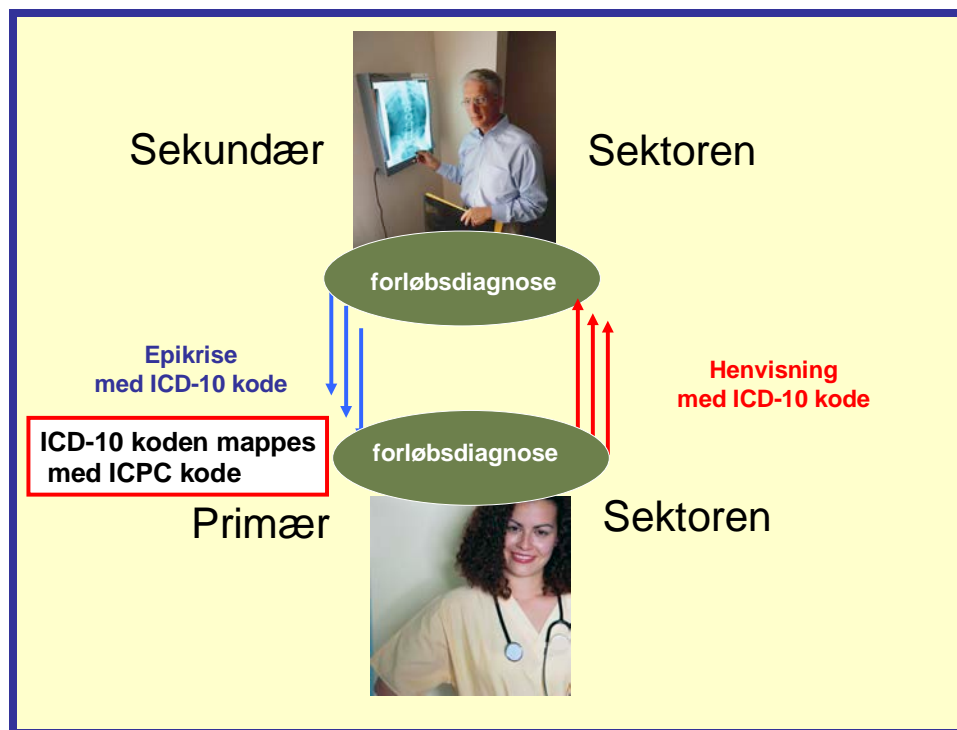 Sekundær Sektoren
forløbsdiagnose
Epikrise
med ICD-10 kode
Henvisning
med ICD-10 kode
ICD-10 koden mappes
med ICPC kode
forløbsdiagnose
Primær Sektoren